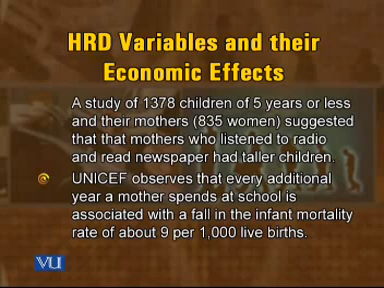 HRD Variables and their
Economic Effects
A study of 1378 children of 5 years or less
and their mothers (835 women) suggested
that that mothers who listened to radio
and read newspaper had taller children.
UNICEF observes that every additional
year a mother spends at school is
associated with a fall in the infant mortality
rate of about 9 per 1,000 live births.
VU